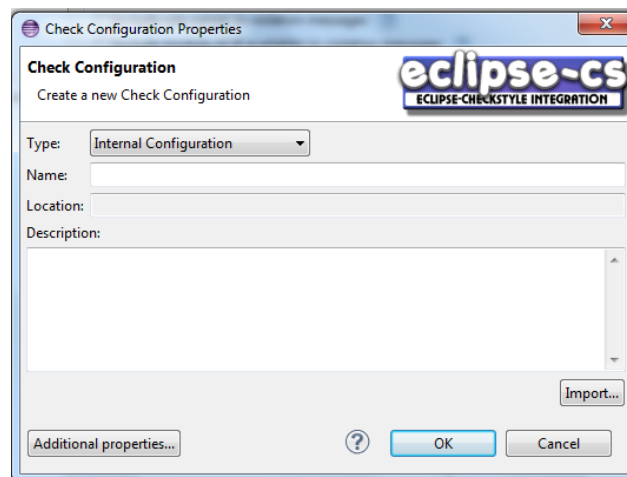 Check Configuration Properties
Check Configuration
Create a new Check Configuration
eclipse-cs
ECLIPSE-CHECKSTYLE INTEGRATION
Type:
Internal Configuration
Name:
Location:
Description:
Import...
Additional properties...
?
OK
Cancel